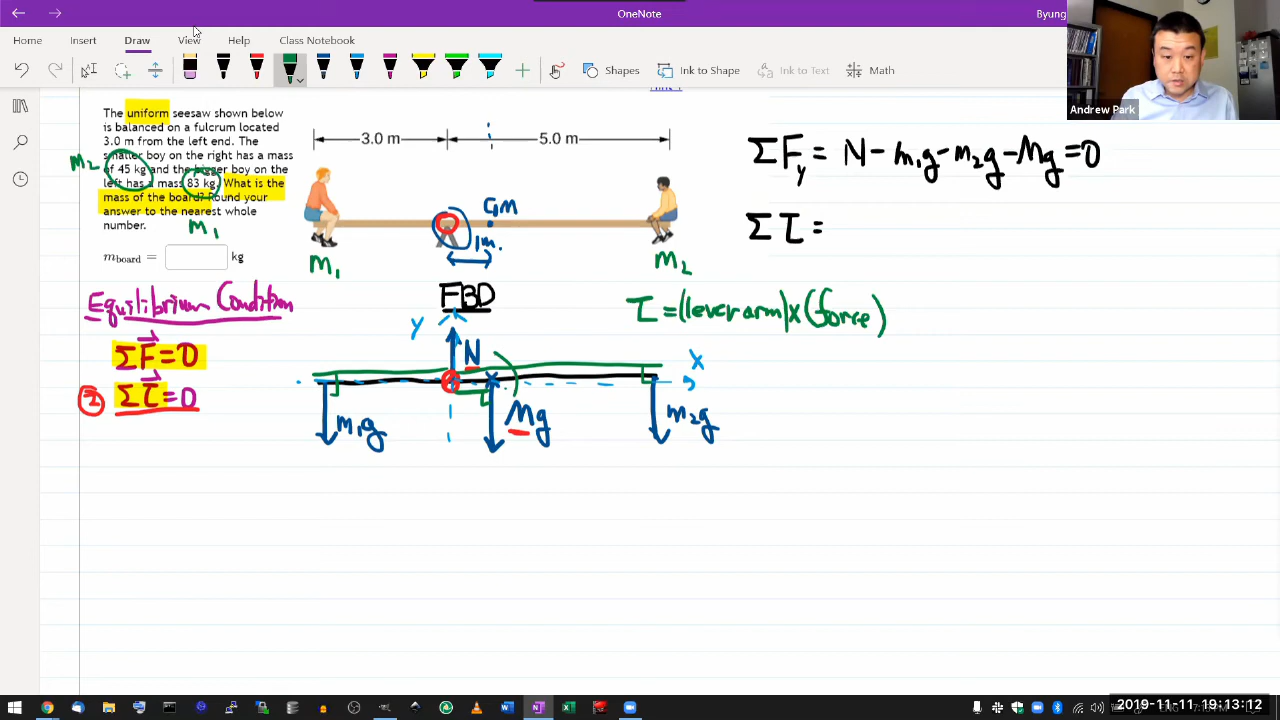 OneNote
Byung
Home Insert Draw View Help Class Notebook
Shapes Ink to Shape Ink to Text Math
Andrew Park
The uniform seesaw shown below
is balanced on a fulcrum located
3.0 m from the left end. The
smaller boy on the right has a mass
of 45 kg and the bigger boy on the
left has a mass 83 kg. What is the
mass of the board? Round your
answer to the nearest whole
number.
m₂
m₁
m board = kg
3.0 m 5.0 m
CM
1m.
m₁ m₂
Equilibrium Condition
ΣF⃗=0
② Στ⃗=0
FBD
y
N
x
m₁g Mg m₂g
τ=(lever arm)×(force)
ΣFy = N-m₁g-m₂g-Mg=0
Στ=
2019-11-11 19:13:12